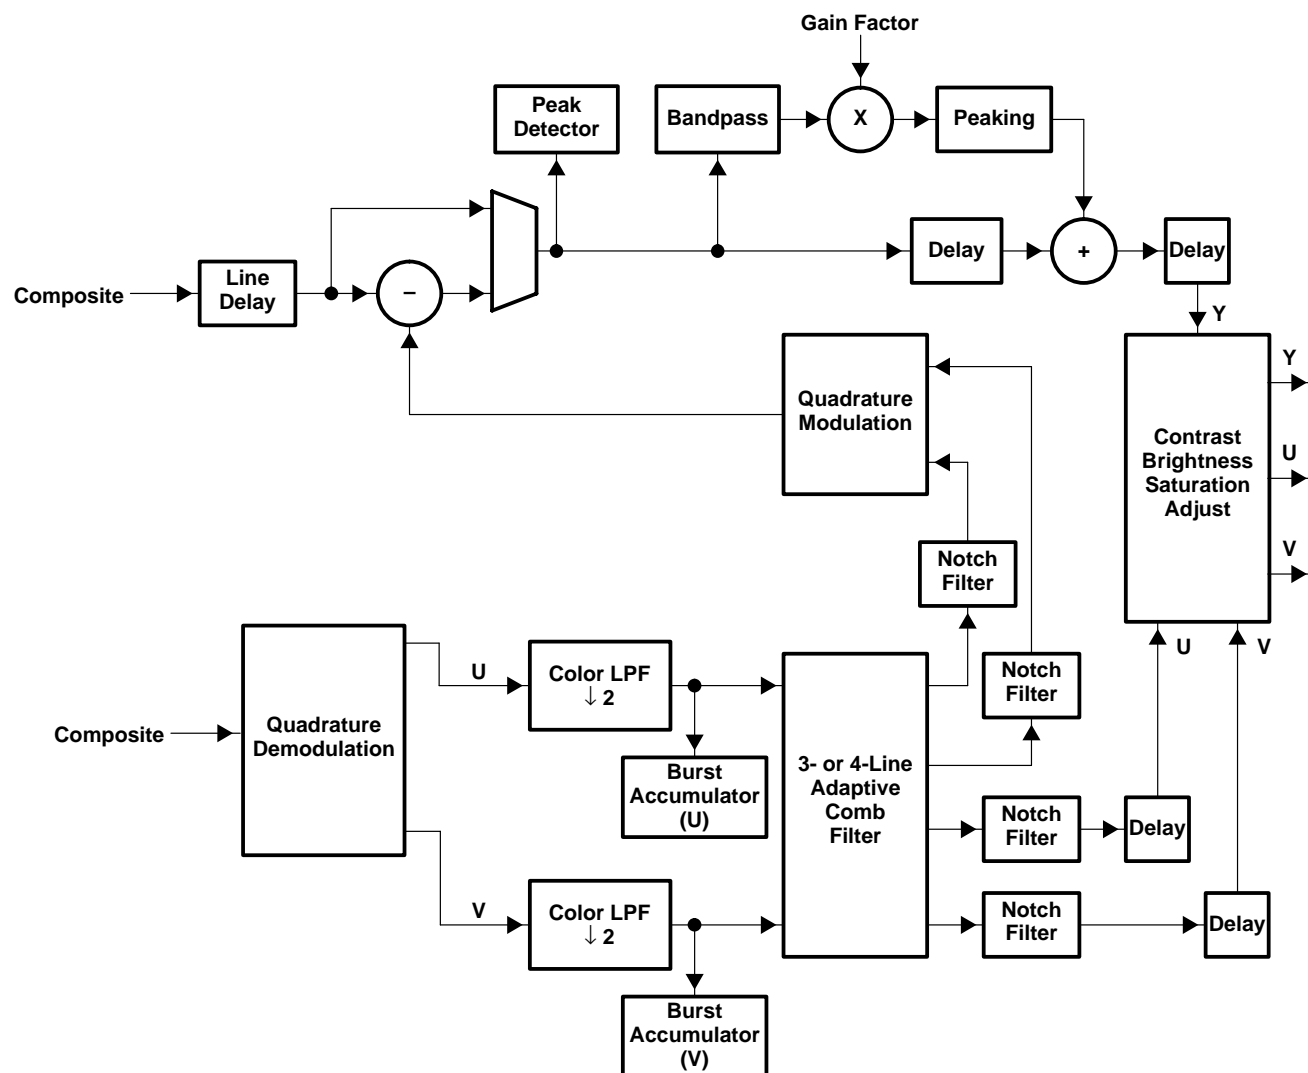 Gain Factor
Peak
Detector
Bandpass
X
Peaking
Line
Delay
Composite
–
Delay
+
Delay
Y
Quadrature
Modulation
Contrast
Brightness
Saturation
Adjust
Y
U
V
Notch
Filter
U
V
Composite
Quadrature
Demodulation
U
Color LPF
↓ 2
Burst
Accumulator
(U)
V
Color LPF
↓ 2
Burst
Accumulator
(V)
3- or 4-Line
Adaptive
Comb
Filter
Notch
Filter
Notch
Filter
Delay
Notch
Filter
Delay